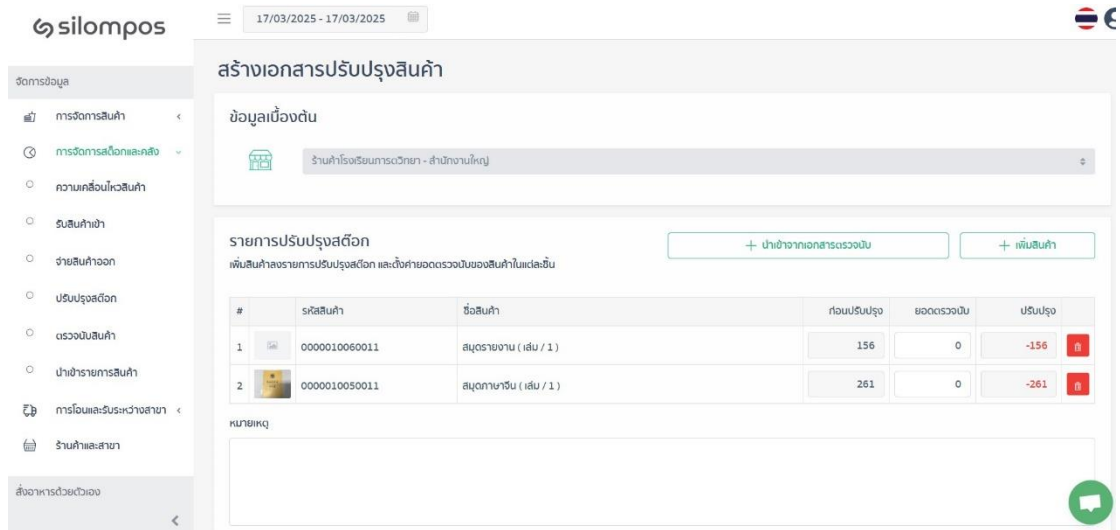 silompos
17/03/2025 - 17/03/2025
จัดการข้อมูล
การจัดการสินค้า
การจัดการสต็อกและคลัง
ความเคลื่อนไหวสินค้า
รับสินค้าเข้า
จ่ายสินค้าออก
ปรับปรุงสต๊อก
ตรวจนับสินค้า
นำเข้ารายการสินค้า
การโอนและรับระหว่างสาขา
ร้านค้าและสาขา
สั่งอาหารด้วยตัวเอง
สร้างเอกสารปรับปรุงสินค้า
ข้อมูลเบื้องต้น
ร้านค้าโรงเรียนการตวิทยา - สำนักงานใหญ่
รายการปรับปรุงสต๊อก
เพิ่มสินค้าลงรายการปรับปรุงสต๊อก และตั้งค่ายอดตรวจนับของสินค้าในแต่ละชิ้น
+ นำเข้าจากเอกสารตรวจนับ
+ เพิ่มสินค้า
# รหัสสินค้า ชื่อสินค้า ก่อนปรับปรุง ยอดตรวจนับ ปรับปรุง
1 0000010060011 สมุดรายงาน ( เล่ม / 1 ) 156 0 -156
2 0000010050011 สมุดภาษาจีน ( เล่ม / 1 ) 261 0 -261
หมายเหตุ